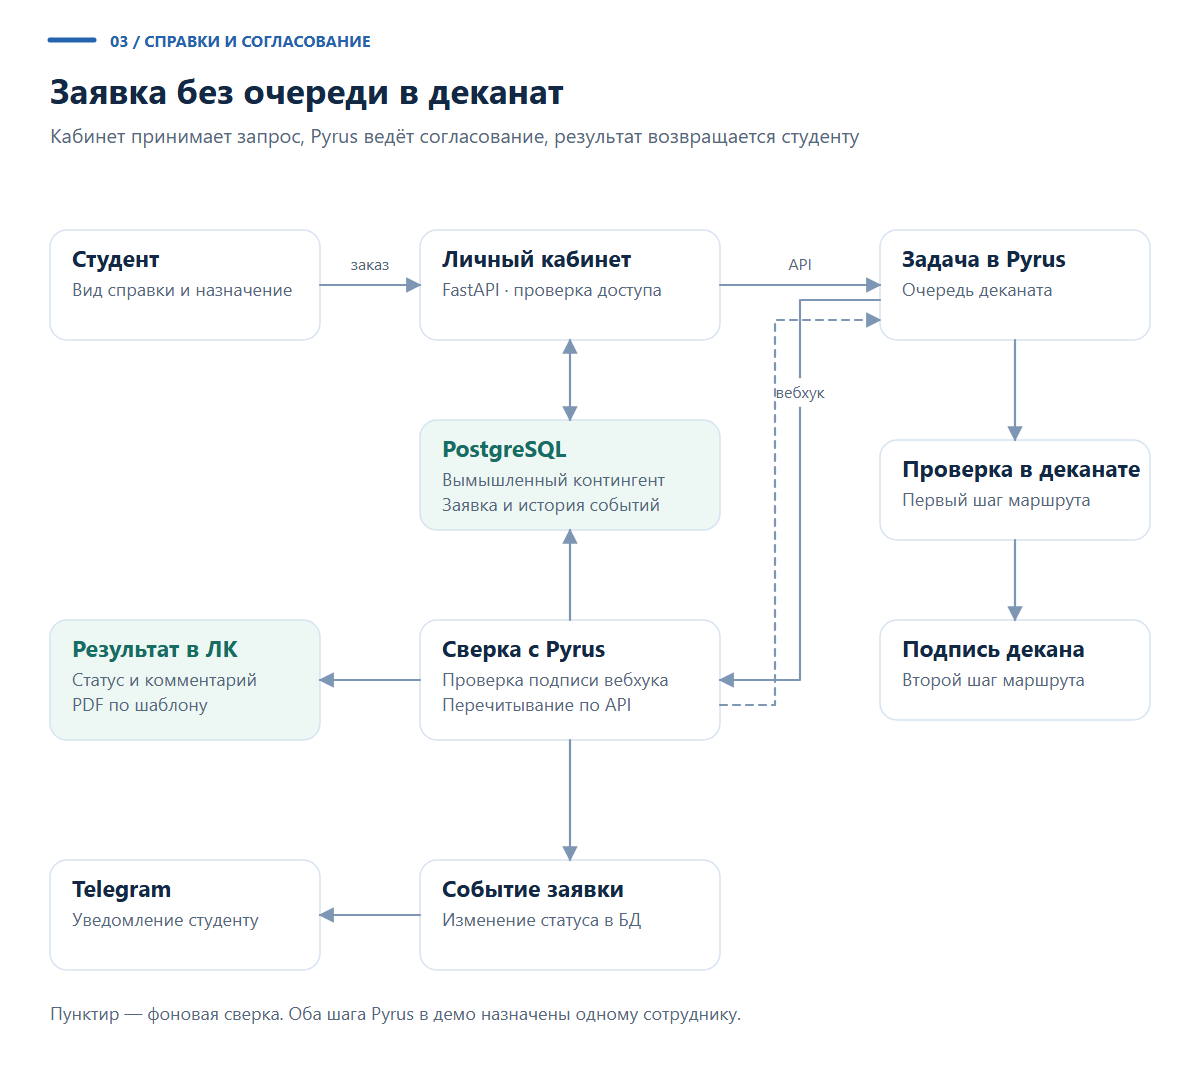 03 / СПРАВКИ И СОГЛАСОВАНИЕ
Заявка без очереди в деканат
Кабинет принимает запрос, Pyrus ведёт согласование, результат возвращается студенту
Студент
Вид справки и назначение
заказ
Личный кабинет
FastAPI · проверка доступа
API
Задача в Pyrus
Очередь деканата
вебхук
PostgreSQL
Вымышленный контингент
Заявка и история событий
Проверка в деканате
Первый шаг маршрута
Результат в ЛК
Статус и комментарий
PDF по шаблону
Сверка с Pyrus
Проверка подписи вебхука
Перечитывание по API
Подпись декана
Второй шаг маршрута
Telegram
Уведомление студенту
Событие заявки
Изменение статуса в БД
Пунктир — фоновая сверка. Оба шага Pyrus в демо назначены одному сотруднику.